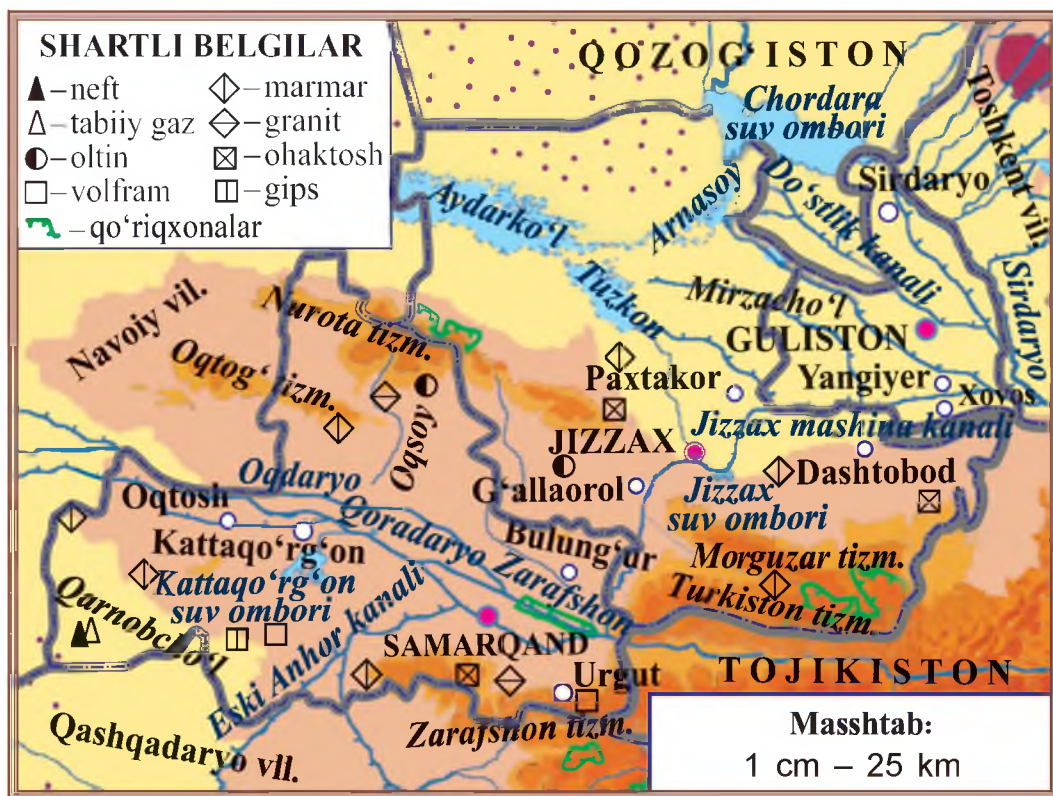 SHARTLI BELGILAR
–neft
–marmar
–tabiiy gaz
–granit
–oltin
–ohaktosh
–volfram
–gips
–qo‘riqxonalar
QOZOG‘ISTON
Chordara
suv ombori
Toshkent vil.
Sirdaryo
Do‘stlik kanali
Arnasoy
Aydarko‘l
Tuzkon
Mirzacho‘l
Sirdaryo
GULISTON
Navoiy vil.
Nurota tizm.
Oqtog‘ tizm.
Paxtakor
Yangiyer
Xovos
Oqsoy
JIZZAX
Jizzax mashina kanali
G‘allaorol
Dashtobod
Jizzax
suv ombori
Oqdaryo
Oqtosh
Qoradaryo
Kattaqo‘rg‘on
Bulung‘ur
Zarafshon
Morguzar tizm.
Turkiston tizm.
Kattaqo‘rg‘on
suv ombori
Qarnobcho‘l
Eski Anhor kanali
SAMARQAND
Urgut
TOJIKISTON
Zarafshon tizm.
Qashqadaryo vil.
Masshtab:
1 cm – 25 km